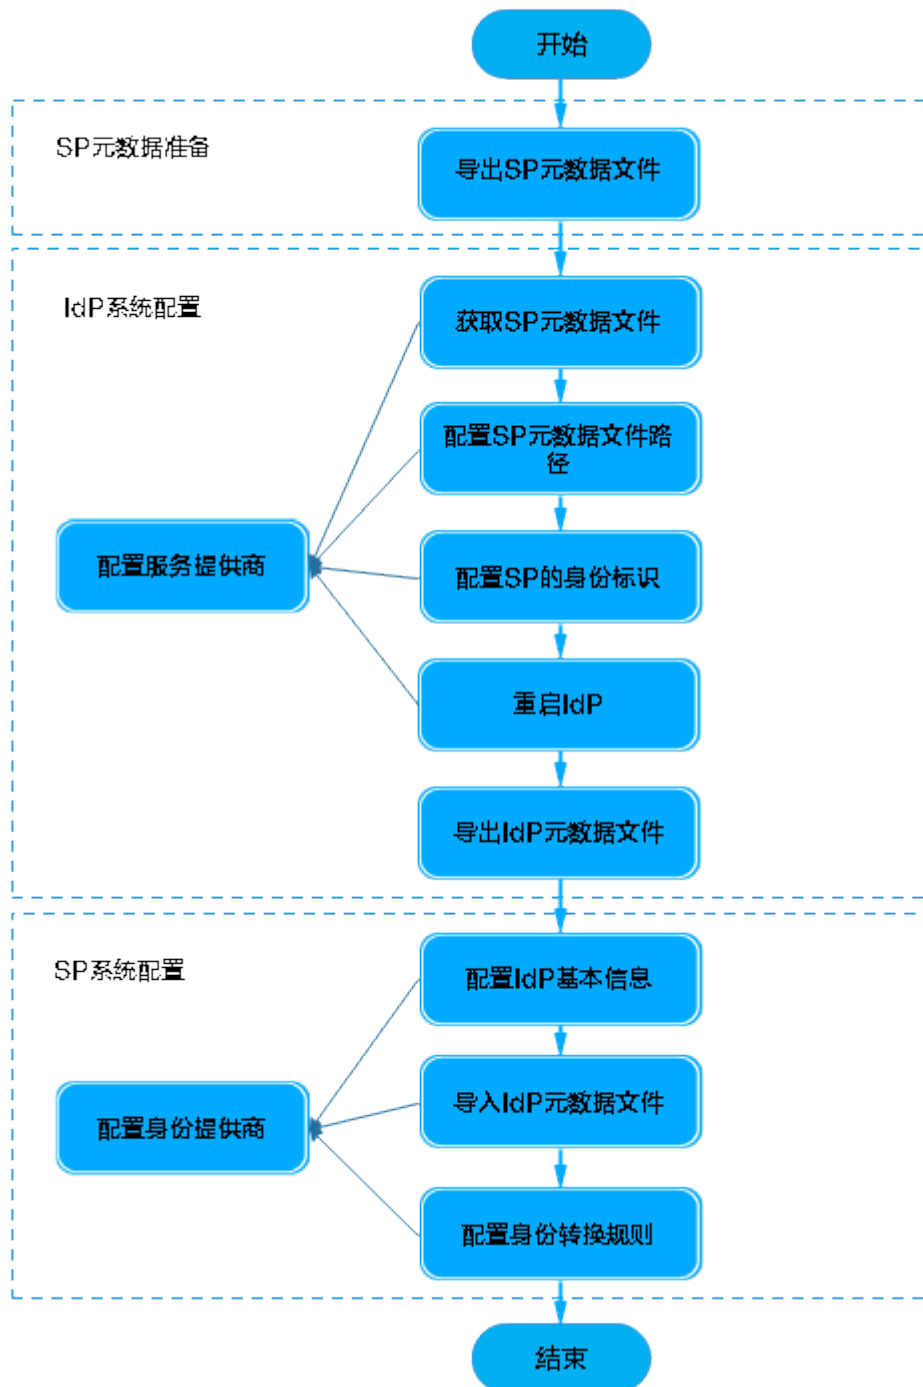 开始
SP元数据准备
导出SP元数据文件
IdP系统配置
获取SP元数据文件
配置SP元数据文件路
径
配置服务提供商
配置SP的身份标识
重启IdP
导出IdP元数据文件
SP系统配置
配置IdP基本信息
导入IdP元数据文件
配置身份提供商
配置身份转换规则
结束